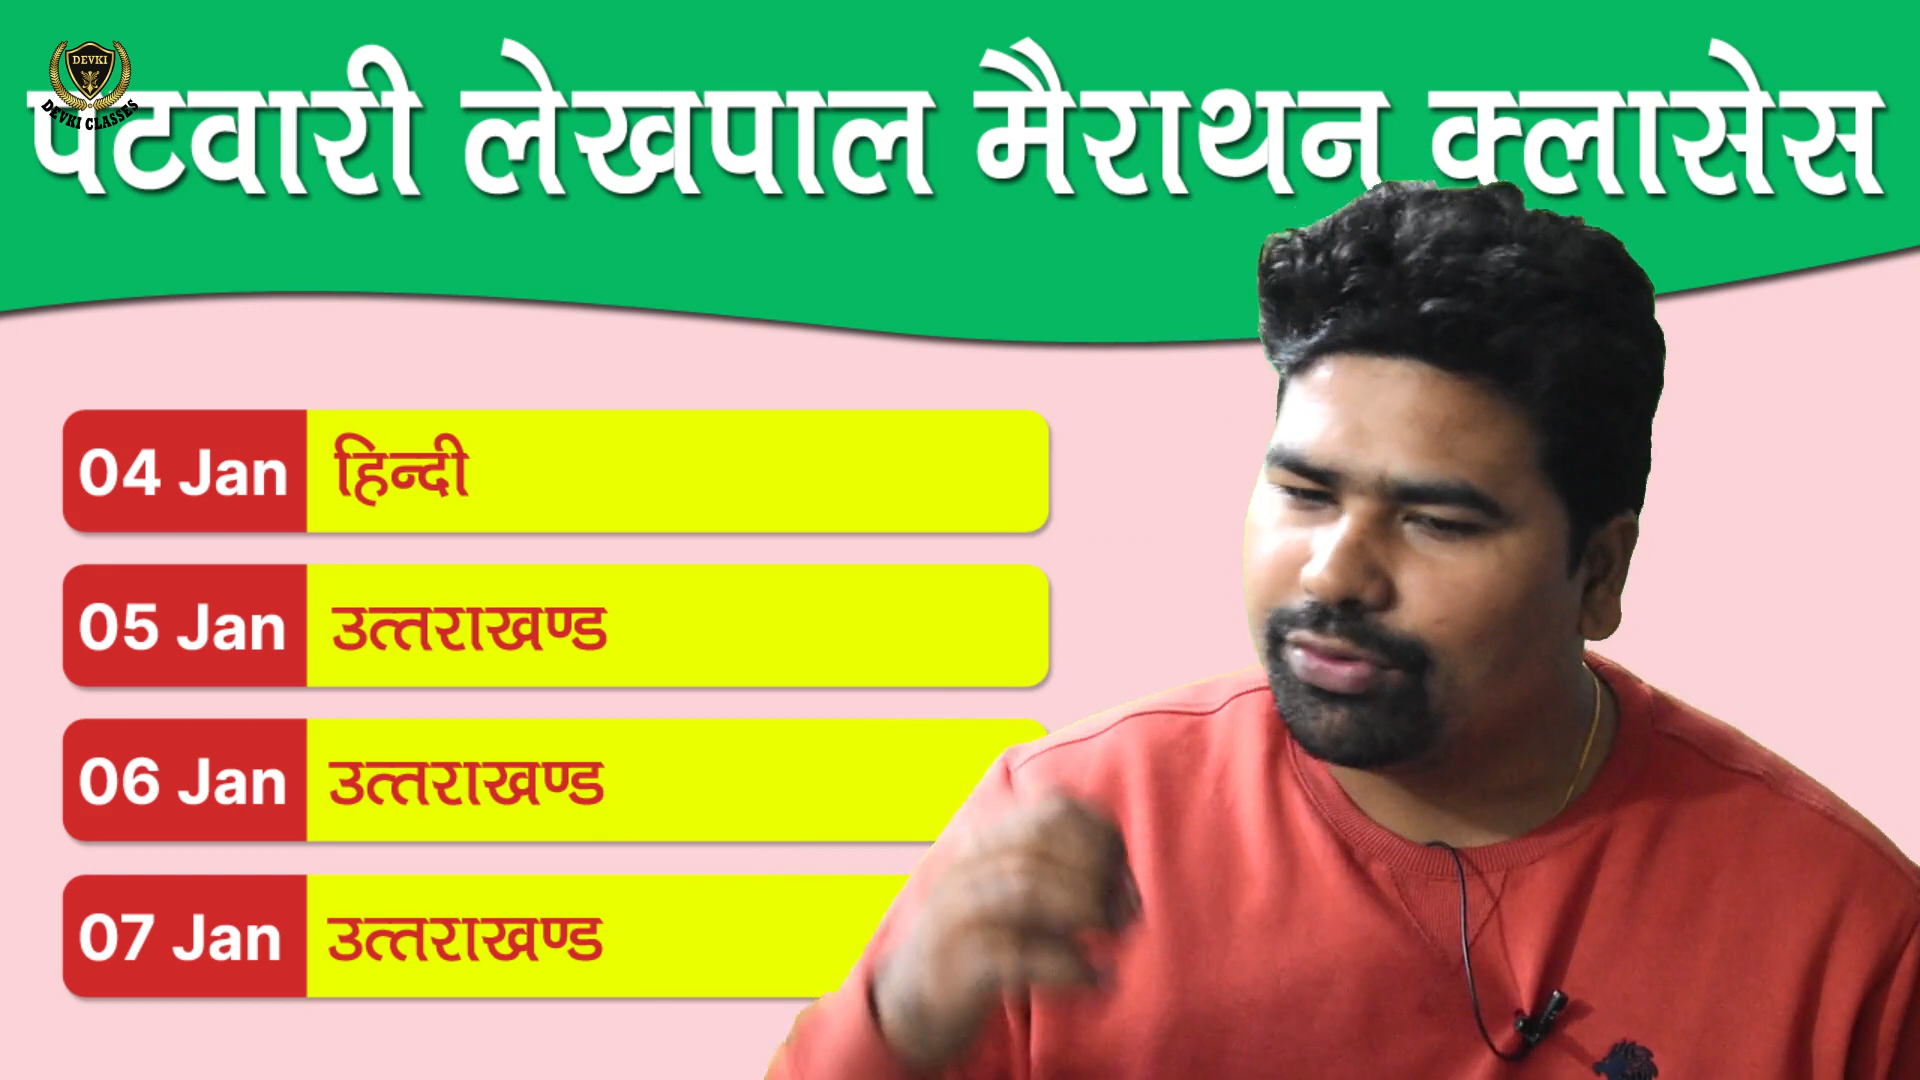 DEVKI
DEVKI CLASSES
पटवारी लेखपाल मैराथन क्लासेस
04 Jan हिन्दी
05 Jan उत्तराखण्ड
06 Jan उत्तराखण्ड
07 Jan उत्तराखण्ड